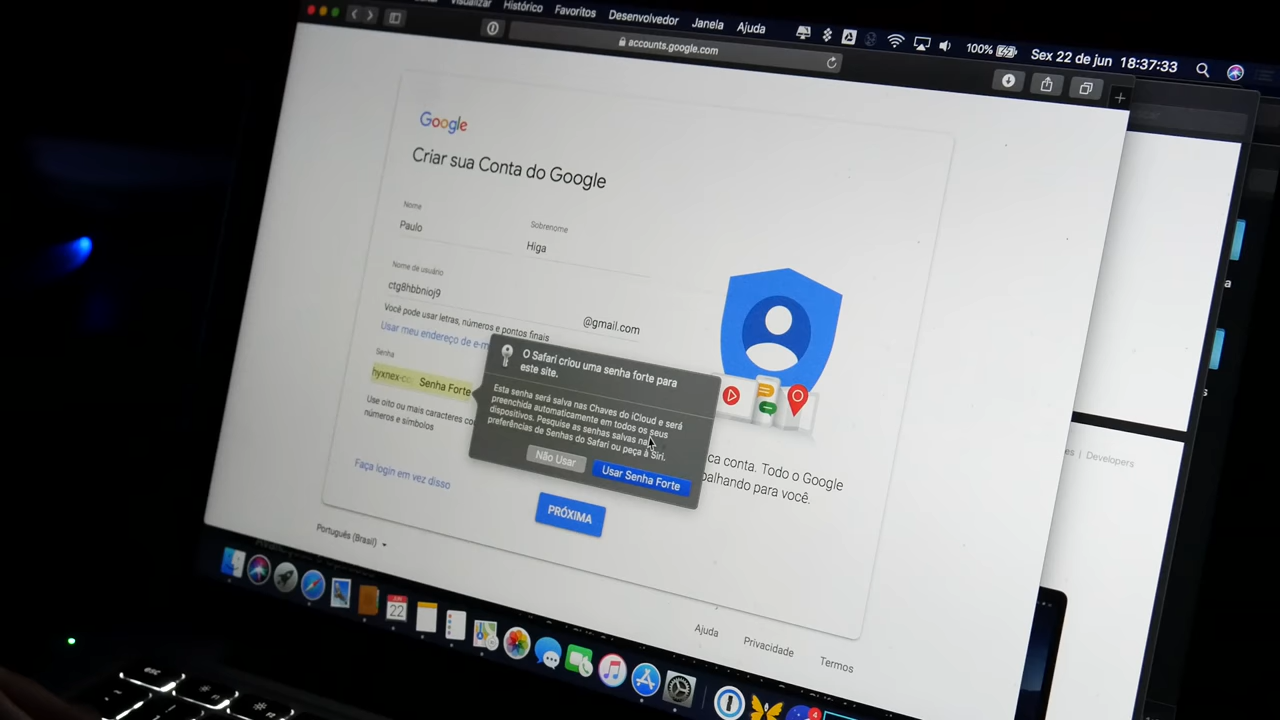 Visualizar Histórico Favoritos Desenvolvedor Janela Ajuda 100% Sex 22 de jun 18:37:33
accounts.google.com
Google
Criar sua Conta do Google
Nome
Paulo
Sobrenome
Higa
Nome de usuário
ctg8hbbnioj9
@gmail.com
Você pode usar letras, números e pontos finais
Usar meu endereço de e-m
Senha
hyxnex-co Senha Forte
Use oito ou mais caracteres co
números e símbolos
O Safari criou uma senha forte para
este site.
Esta senha será salva nas Chaves do iCloud e será
preenchida automaticamente em todos os seus
dispositivos. Pesquise as senhas salvas nas
preferências de Senhas do Safari ou peça à Siri.
Não Usar
Usar Senha Forte
ca conta. Todo o Google
balhando para você.
Faça login em vez disso
PRÓXIMA
Português (Brasil)
Ajuda Privacidade Termos
Developers
JUN
22
4
esc